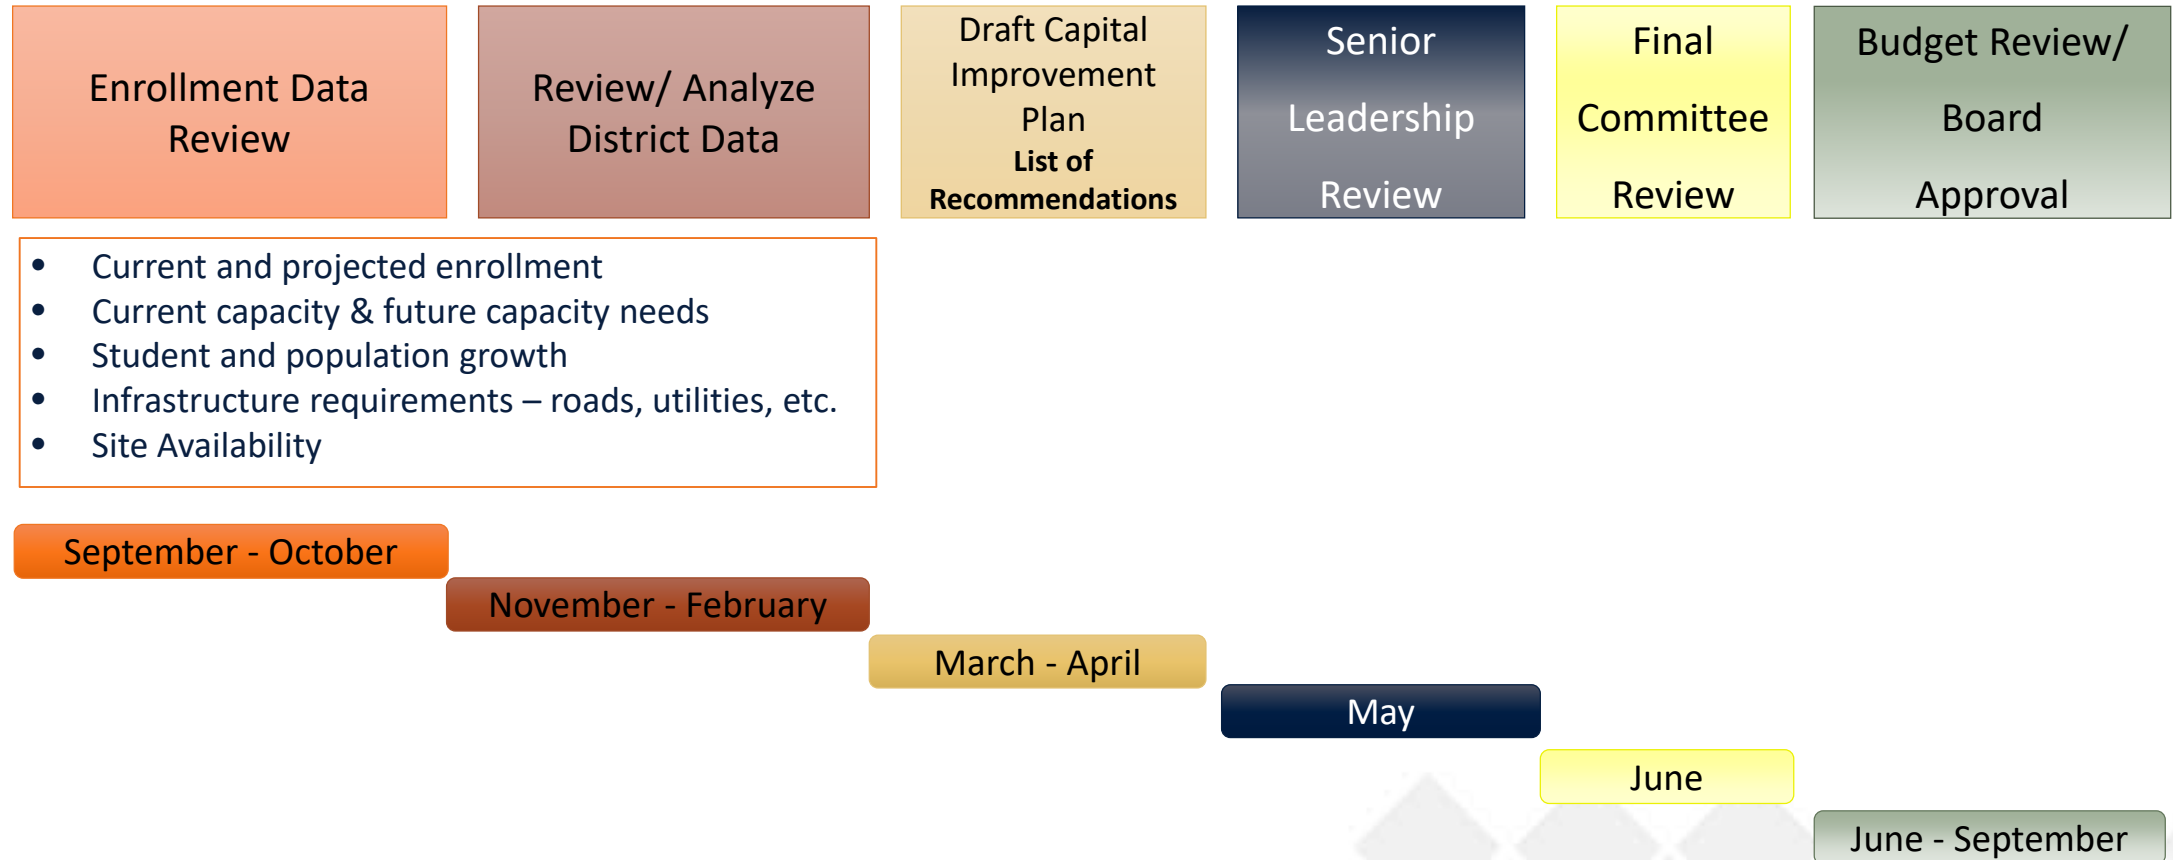 Enrollment Data
Review
Review/ Analyze
District Data
Draft Capital
Improvement
Plan
List of
Recommendations
Senior
Leadership
Review
Final
Committee
Review
Budget Review/
Board
Approval
• Current and projected enrollment
• Current capacity & future capacity needs
• Student and population growth
• Infrastructure requirements – roads, utilities, etc.
• Site Availability
September - October
November - February
March - April
May
June
June - September